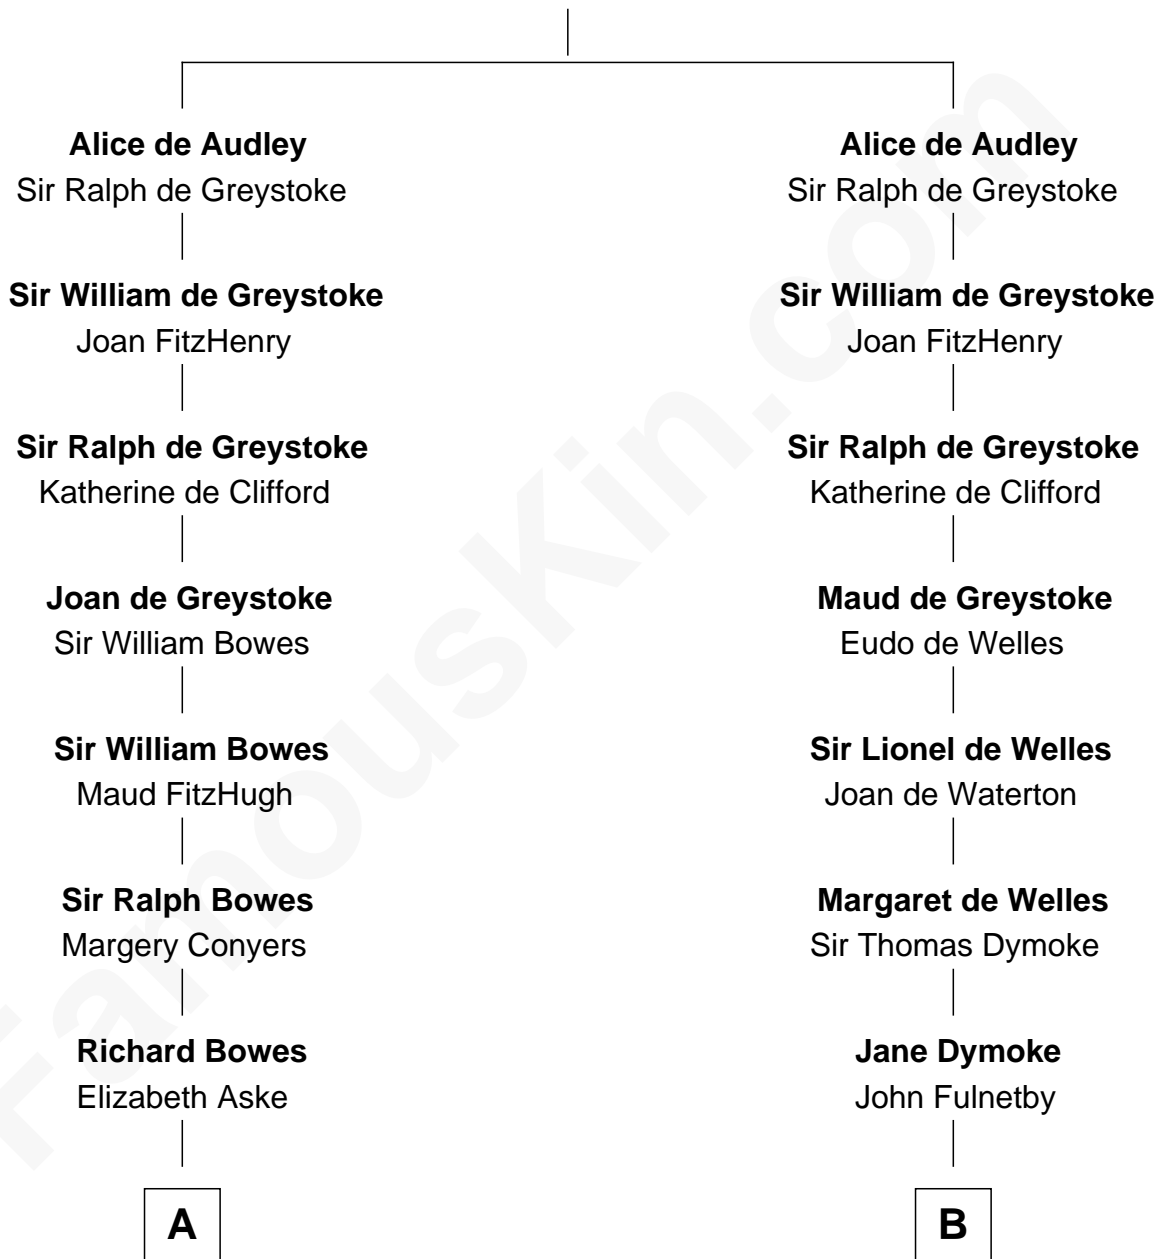 Alice de Audley
Sir Ralph de Greystoke
Sir William de Greystoke
Joan FitzHenry
Sir Ralph de Greystoke
Katherine de Clifford
Joan de Greystoke
Sir William Bowes
Sir William Bowes
Maud FitzHugh
Sir Ralph Bowes
Margery Conyers
Richard Bowes
Elizabeth Aske
A
Alice de Audley
Sir Ralph de Greystoke
Sir William de Greystoke
Joan FitzHenry
Sir Ralph de Greystoke
Katherine de Clifford
Maud de Greystoke
Eudo de Welles
Sir Lionel de Welles
Joan de Waterton
Margaret de Welles
Sir Thomas Dymoke
Jane Dymoke
John Fulnetby
B
FamousKin.com